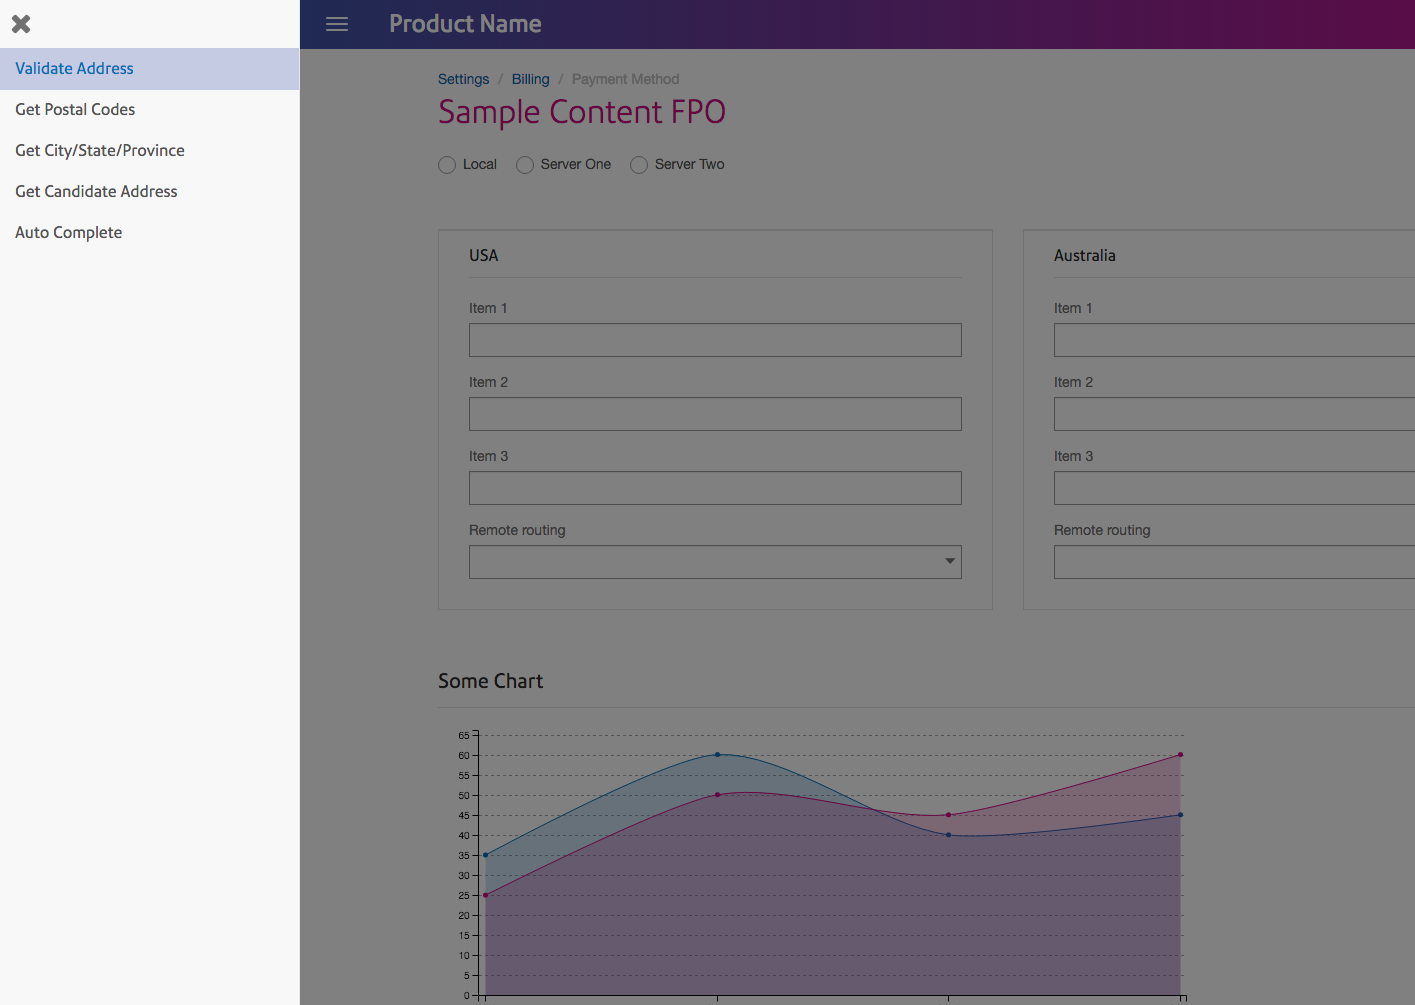 Validate Address
Get Postal Codes
Get City/State/Province
Get Candidate Address
Auto Complete
Product Name
Settings / Billing / Payment Method
Sample Content FPO
Local Server One Server Two
USA
Item 1
Item 2
Item 3
Remote routing
Australia
Item 1
Item 2
Item 3
Remote routing
Some Chart
65
60
55
50
45
40
35
30
25
20
15
10
5
0